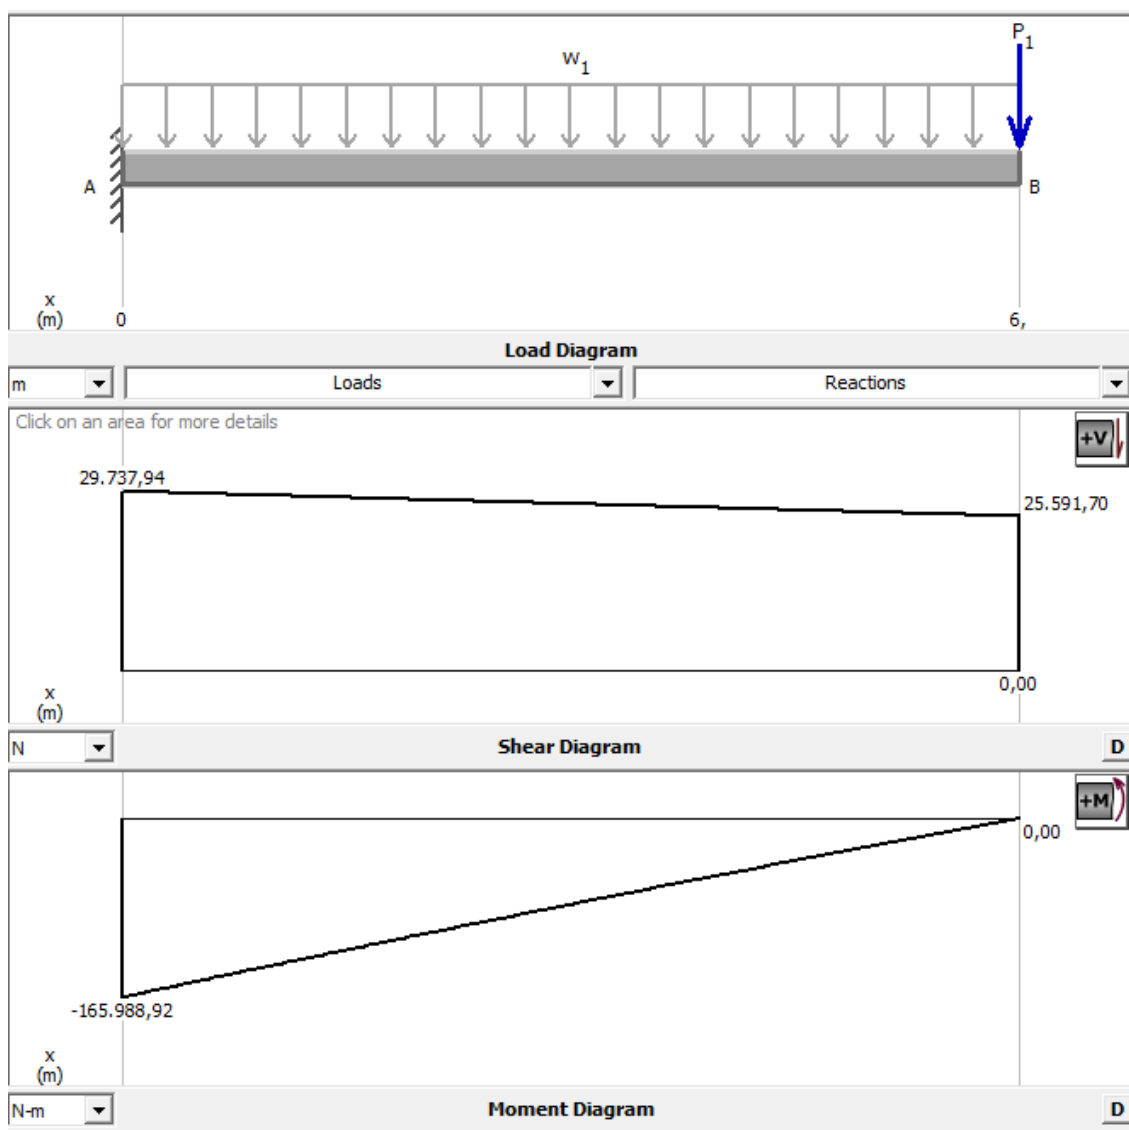 P1
w1
A
B
x
(m)
0
6,
Load Diagram
m
Loads
Reactions
Click on an area for more details
+V
29.737,94
25.591,70
0,00
x
(m)
N
Shear Diagram
D
+M
0,00
-165.988,92
x
(m)
N-m
Moment Diagram
D